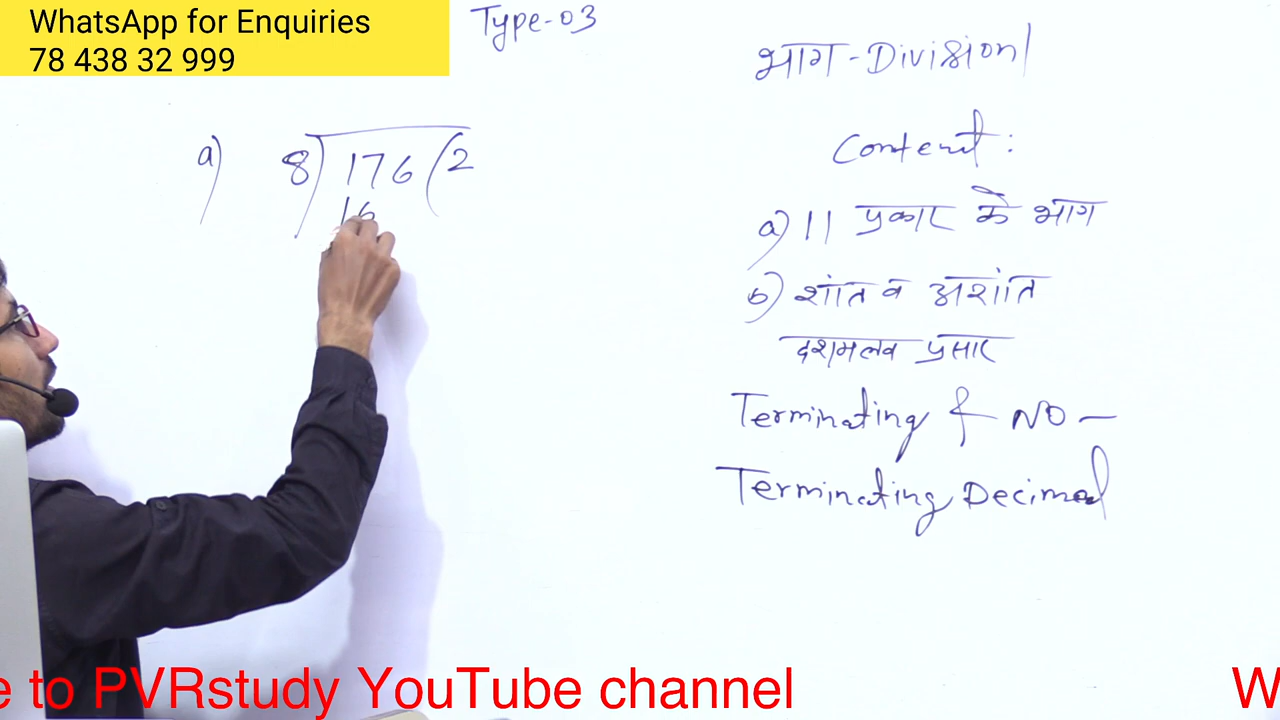 WhatsApp for Enquiries
78 438 32 999
Type-03
भाग - Division
a) 8) 176 (2
16
Content:
a) 11 प्रकार के भाग
b) शांत व अशांत
दशमलव प्रसार
Terminating & NO -
Terminating Decimal
e to PVRstudy YouTube channel
W